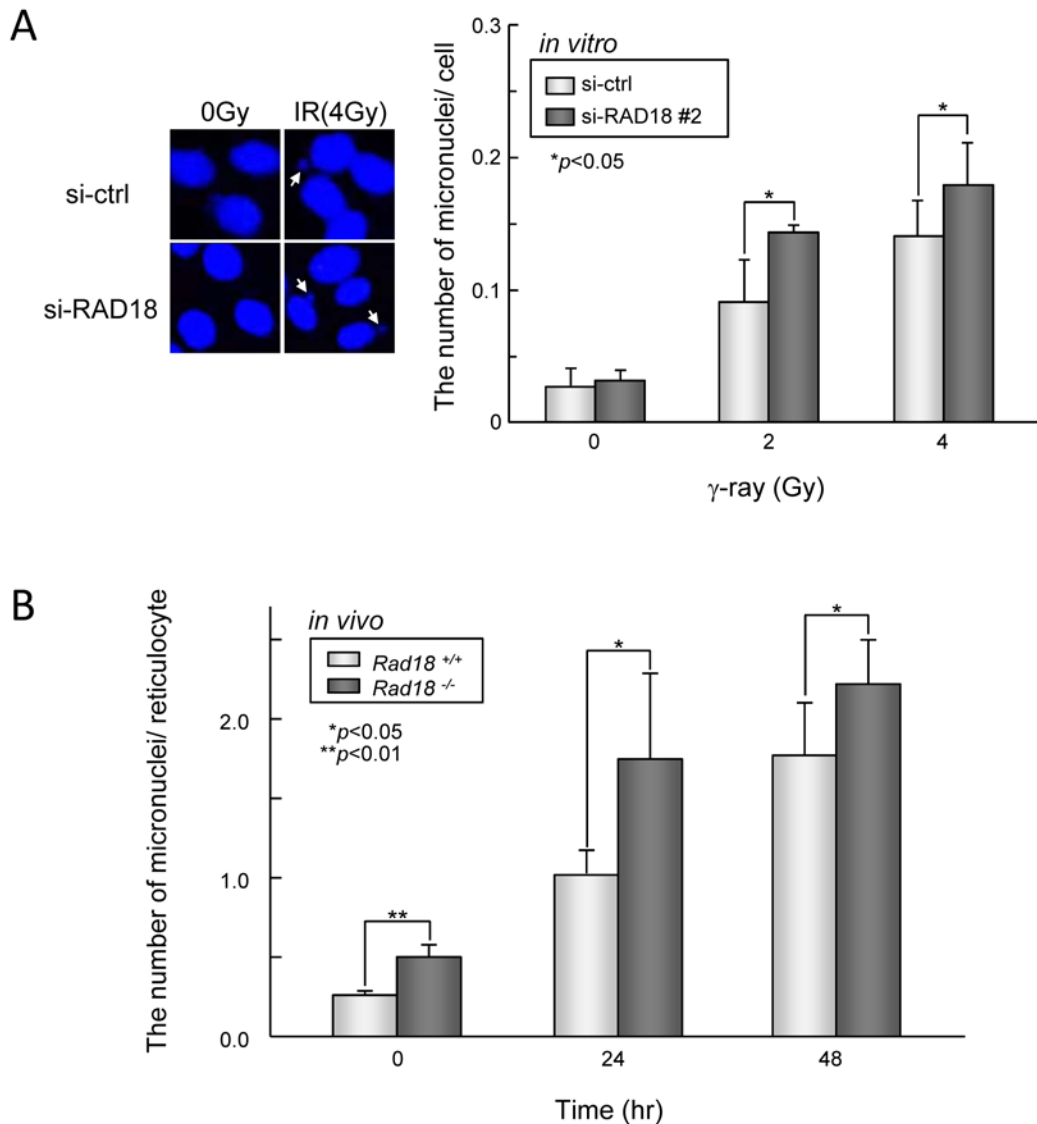 A
0Gy IR(4Gy)
si-ctrl
si-RAD18
The number of micronuclei/ cell
0.3
0.2
0.1
0
in vitro
si-ctrl
si-RAD18 #2
*p<0.05
*
*
0 2 4
γ-ray (Gy)
B
The number of micronuclei/ reticulocyte
2.0
1.0
0.0
in vivo
Rad18 +/+
Rad18 -/-
*p<0.05
**p<0.01
**
*
*
0 24 48
Time (hr)